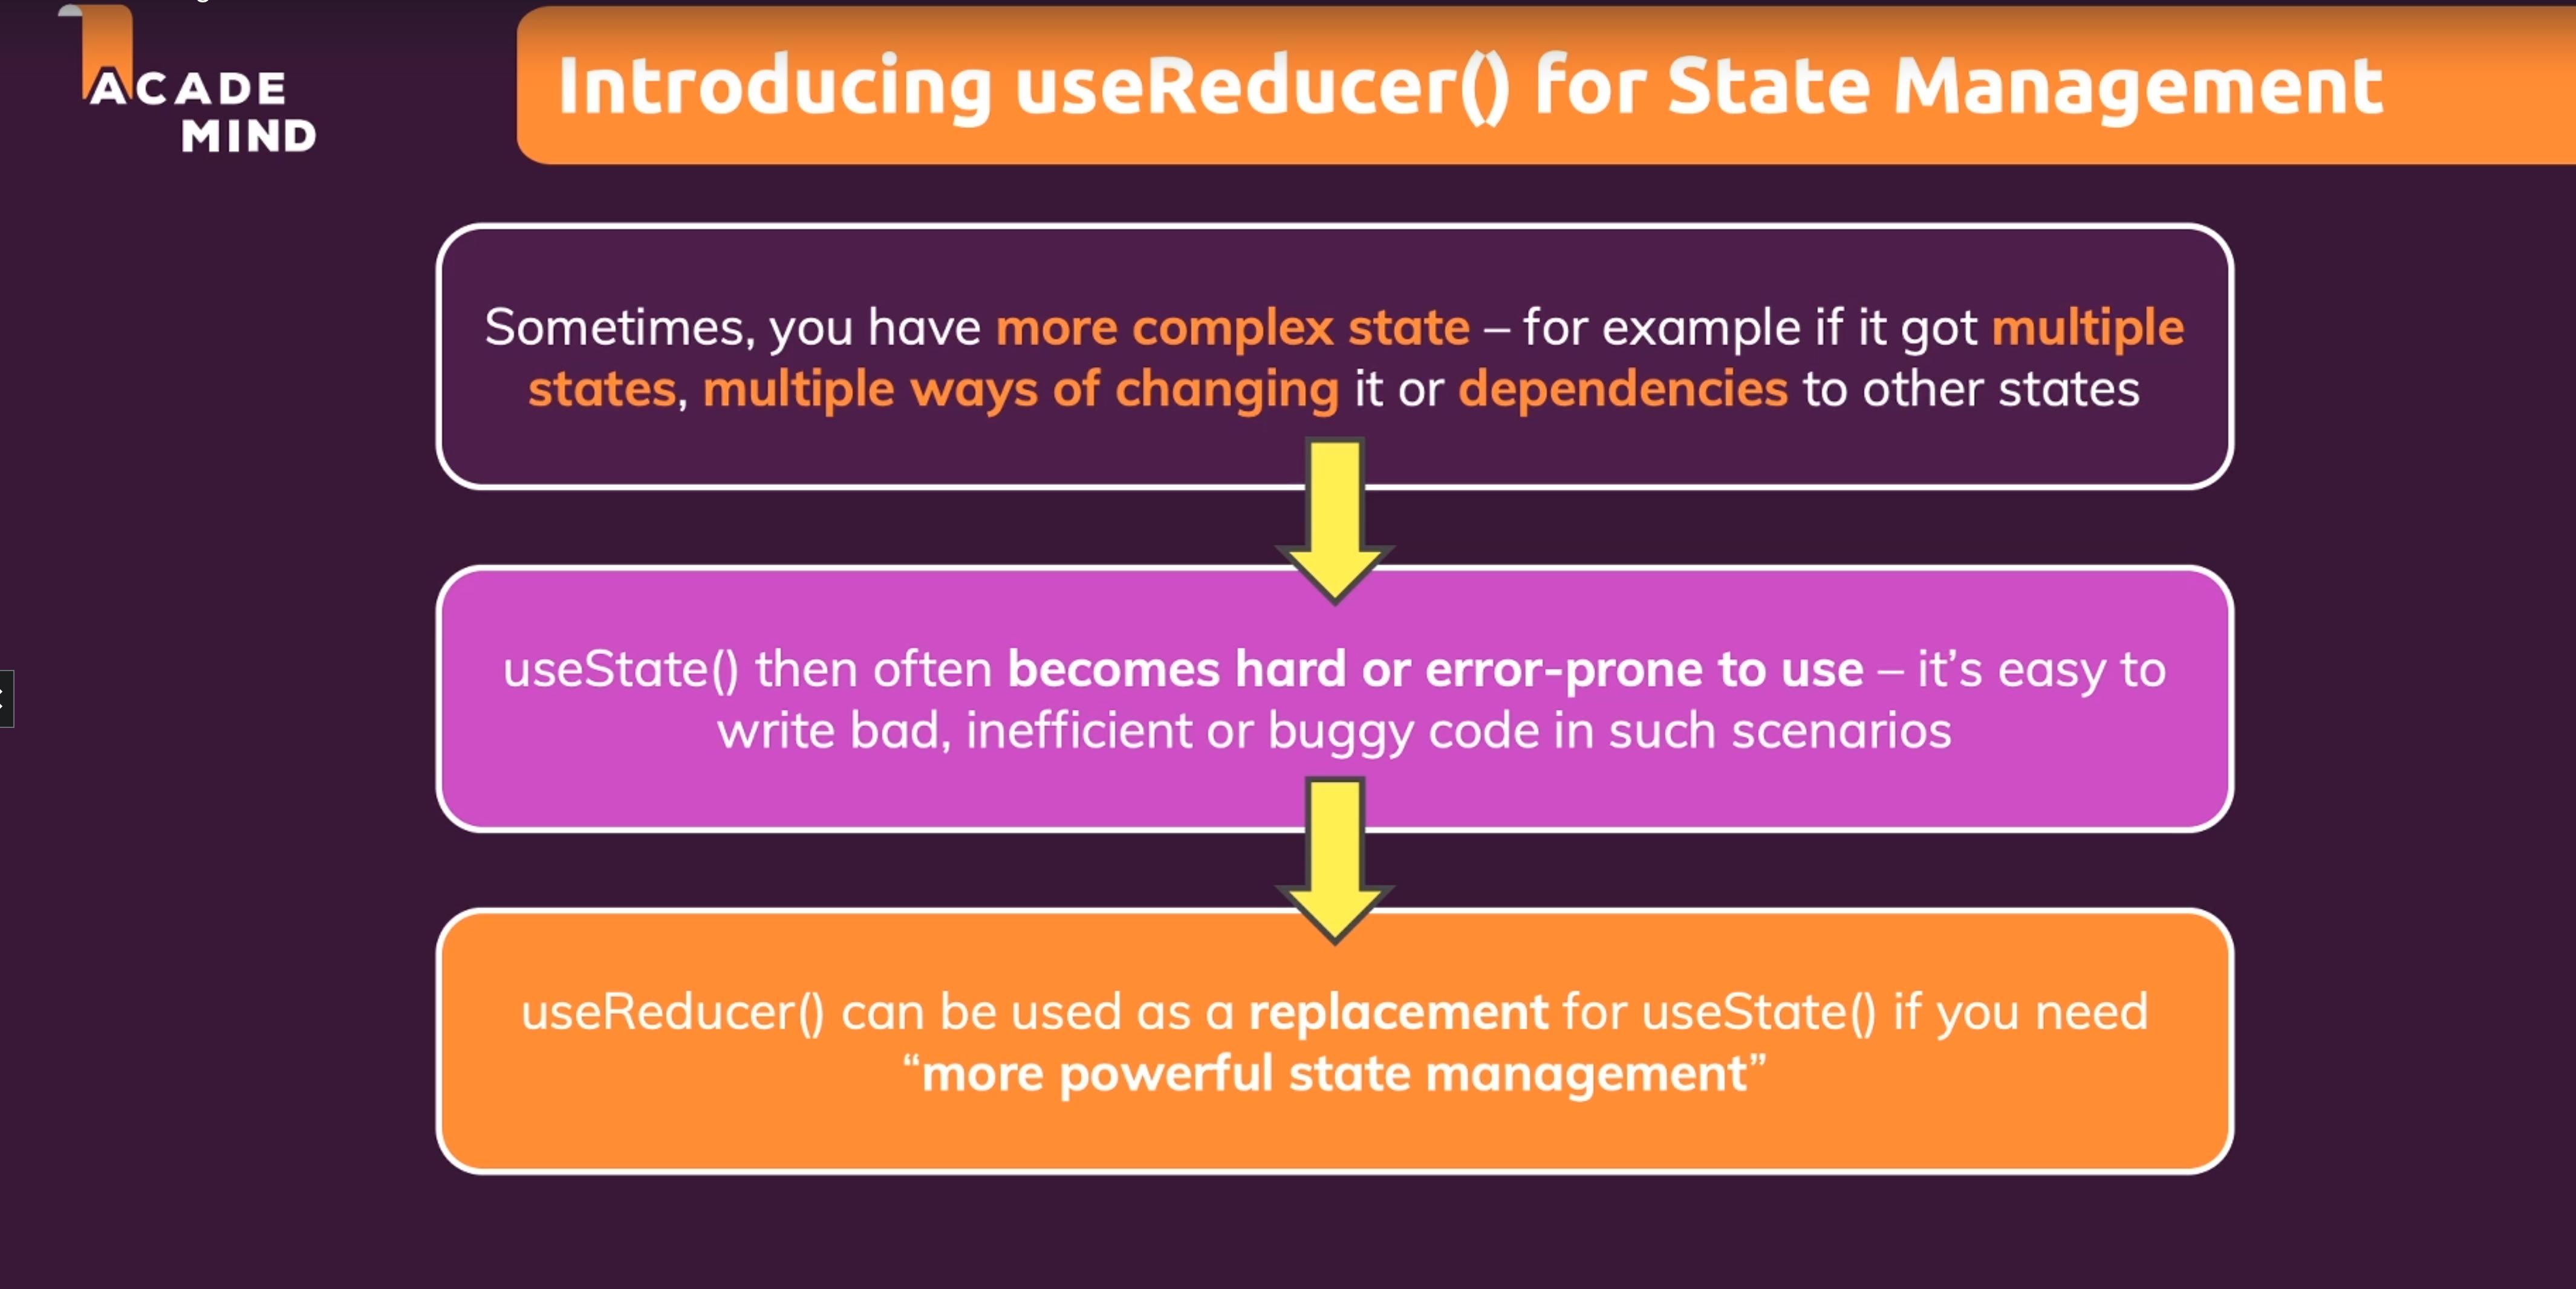 ACADE
MIND
Introducing useReducer() for State Management
Sometimes, you have more complex state – for example if it got multiple
states, multiple ways of changing it or dependencies to other states
useState() then often becomes hard or error-prone to use – it’s easy to
write bad, inefficient or buggy code in such scenarios
useReducer() can be used as a replacement for useState() if you need
“more powerful state management”